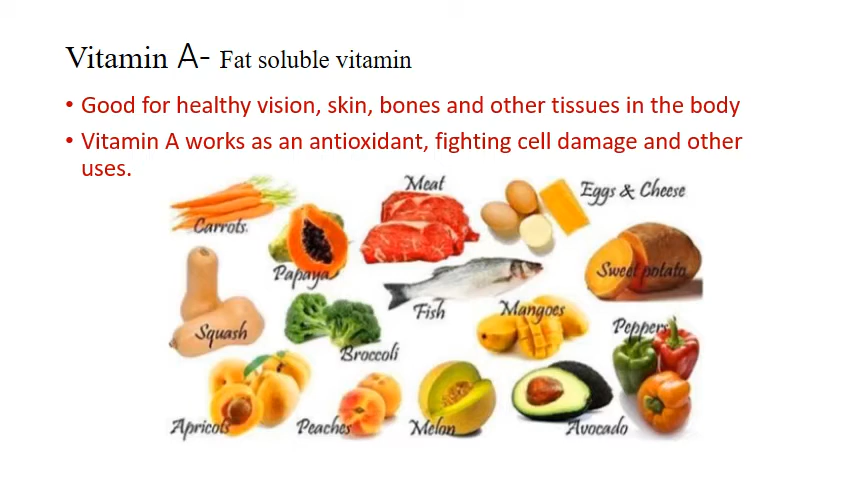 Vitamin A- Fat soluble vitamin
• Good for healthy vision, skin, bones and other tissues in the body
• Vitamin A works as an antioxidant, fighting cell damage and other
uses.
Meat
Eggs & Cheese
Carrots
Papaya
Sweet potato
Fish
Mangoes
Squash
Peppers
Broccoli
Apricots
Peaches
Melon
Avocado